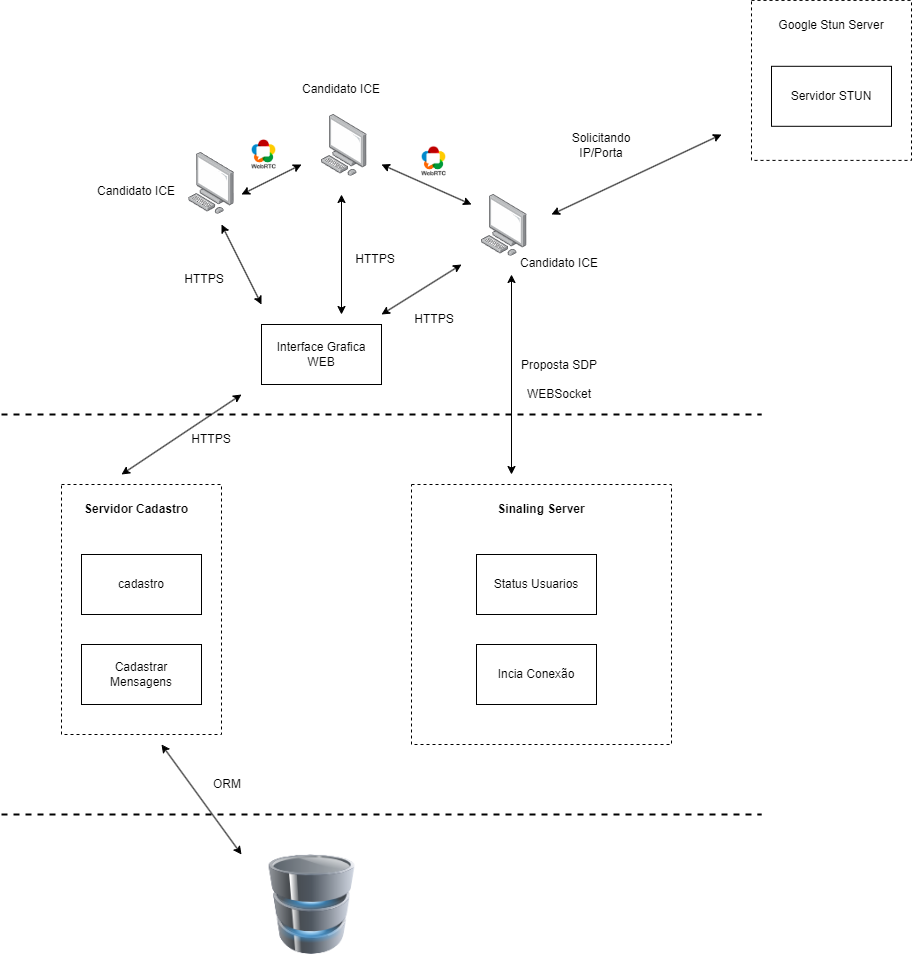 Google Stun Server
Servidor STUN
Candidato ICE
Solicitando
IP/Porta
WebRTC
WebRTC
Candidato ICE
Candidato ICE
HTTPS
HTTPS
HTTPS
Interface Grafica
WEB
Proposta SDP
WEBSocket
HTTPS
Servidor Cadastro
cadastro
Cadastrar
Mensagens
Sinaling Server
Status Usuarios
Incia Conexão
ORM